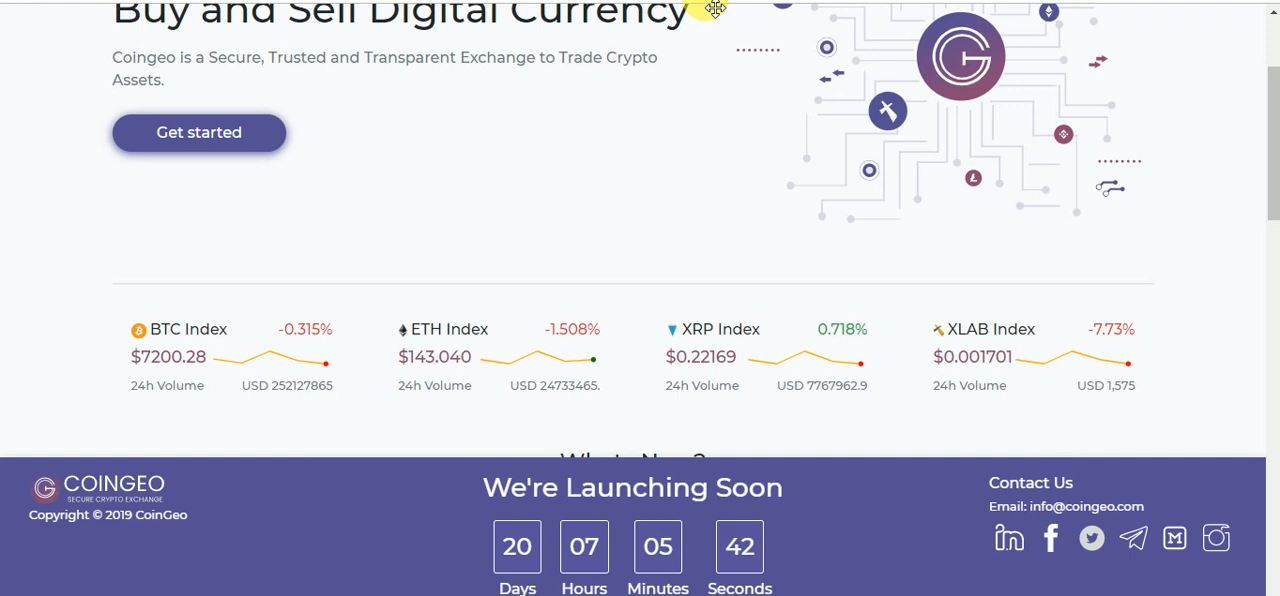 Buy and Sell Digital Currency
Coingeo is a Secure, Trusted and Transparent Exchange to Trade Crypto
Assets.
Get started
BTC Index -0.315%
$7200.28
24h Volume USD 252127865
ETH Index -1.508%
$143.040
24h Volume USD 24733465.
XRP Index 0.718%
$0.22169
24h Volume USD 7767962.9
XLAB Index -7.73%
$0.001701
24h Volume USD 1,575
COINGEO
SECURE CRYPTO EXCHANGE
Copyright © 2019 CoinGeo
We're Launching Soon
20 07 05 42
Days Hours Minutes Seconds
Contact Us
Email: info@coingeo.com